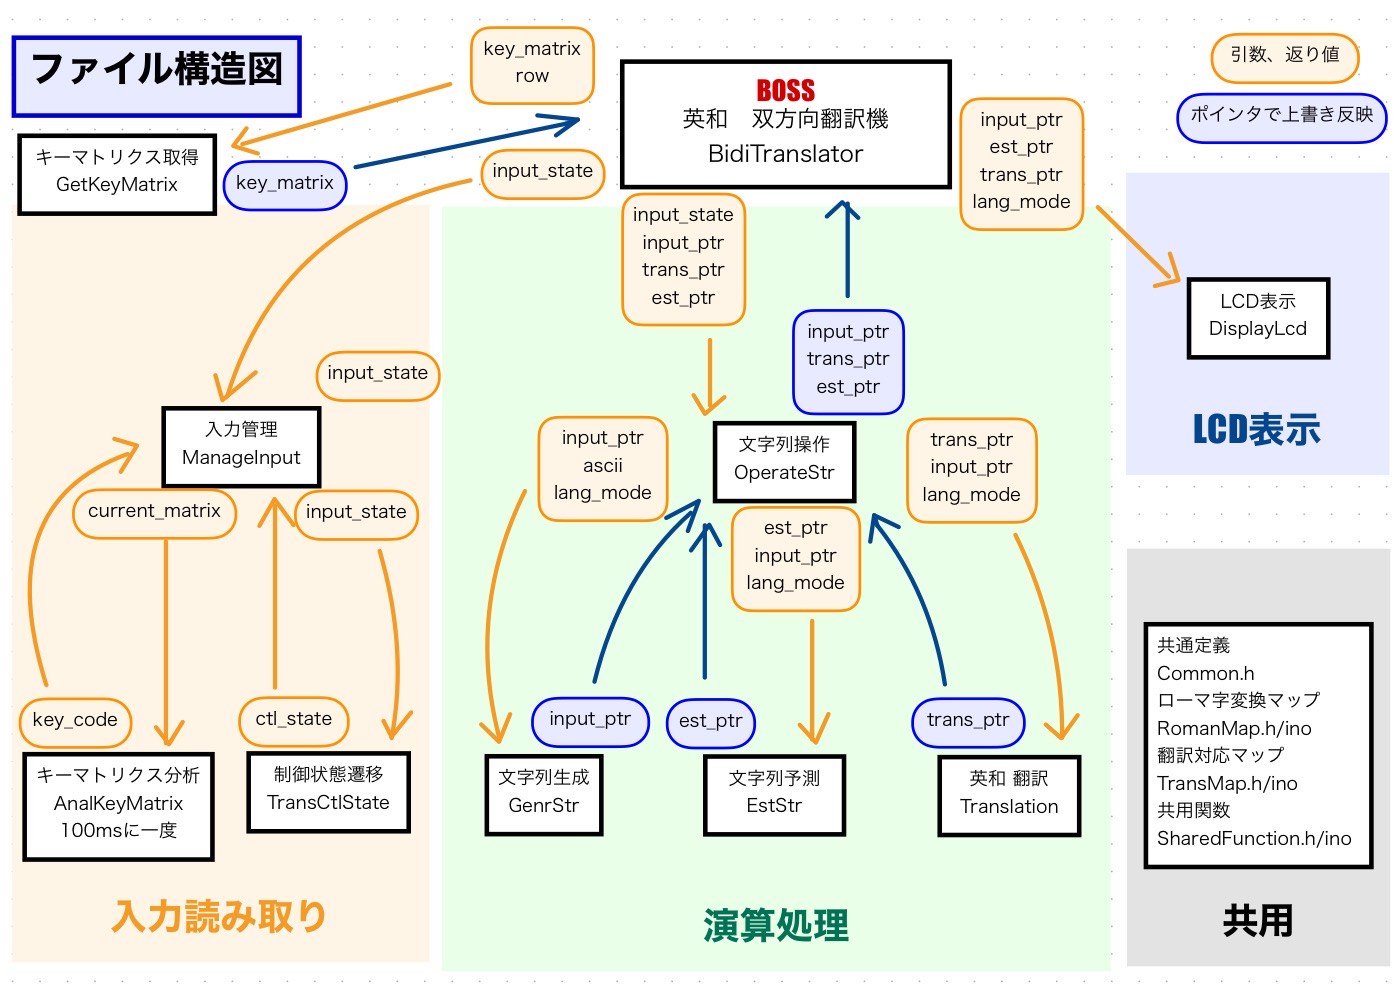 ファイル構造図
key_matrix
row
BOSS
英和　双方向翻訳機
BidiTranslator
引数、返り値
ポインタで上書き反映
キーマトリクス取得
GetKeyMatrix
key_matrix
input_state
input_ptr
est_ptr
trans_ptr
lang_mode
input_state
input_ptr
trans_ptr
est_ptr
input_ptr
trans_ptr
est_ptr
LCD表示
DisplayLcd
LCD表示
input_state
入力管理
ManageInput
current_matrix
input_state
input_ptr
ascii
lang_mode
文字列操作
OperateStr
trans_ptr
input_ptr
lang_mode
est_ptr
input_ptr
lang_mode
key_code
ctl_state
input_ptr
est_ptr
trans_ptr
キーマトリクス分析
AnalKeyMatrix
100msに一度
制御状態遷移
TransCtlState
文字列生成
GenrStr
文字列予測
EstStr
英和 翻訳
Translation
共通定義
Common.h
ローマ字変換マップ
RomanMap.h/ino
翻訳対応マップ
TransMap.h/ino
共用関数
SharedFunction.h/ino
入力読み取り
演算処理
共用